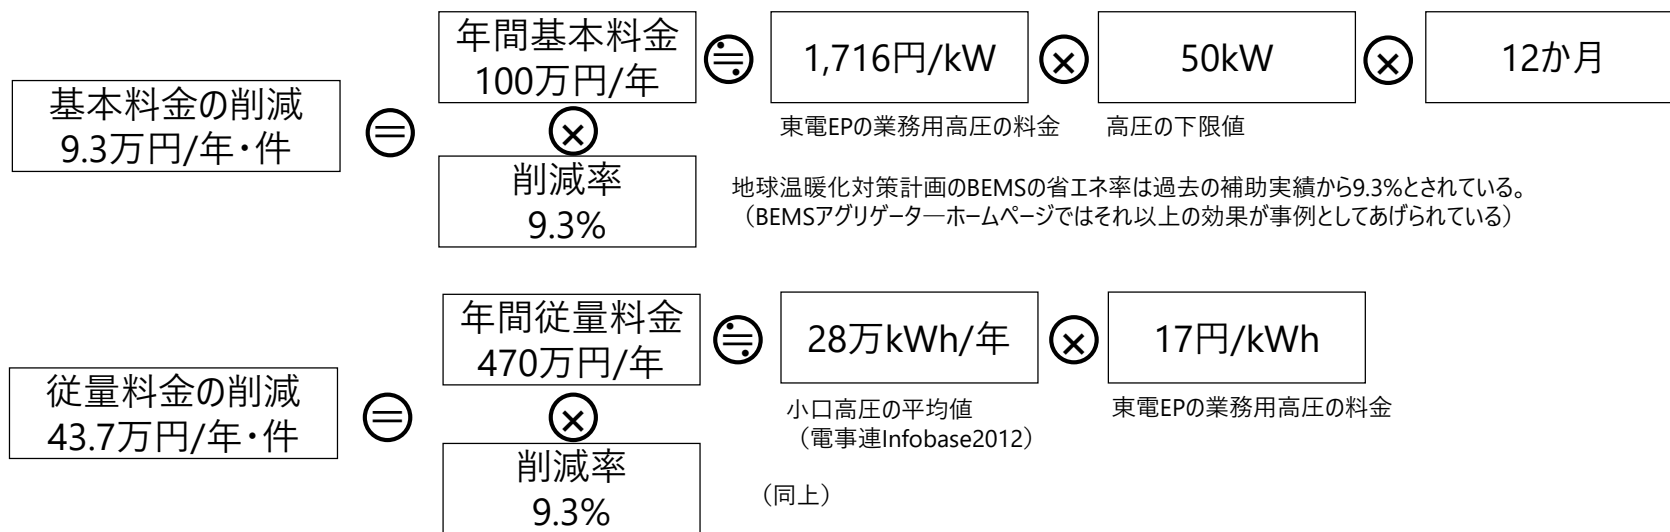 基本料金の削減
9.3万円/年・件
＝
年間基本料金
100万円/年
×
削減率
9.3%
≒
1,716円/kW
×
50kW
×
12か月
東電EPの業務用高圧の料金
高圧の下限値
地球温暖化対策計画のBEMSの省エネ率は過去の補助実績から9.3%とされている。
（BEMSアグリゲーターホームページではそれ以上の効果が事例としてあげられている）
従量料金の削減
43.7万円/年・件
＝
年間従量料金
470万円/年
×
削減率
9.3%
≒
28万kWh/年
×
17円/kWh
小口高圧の平均値
（電事連Infobase2012）
東電EPの業務用高圧の料金
（同上）